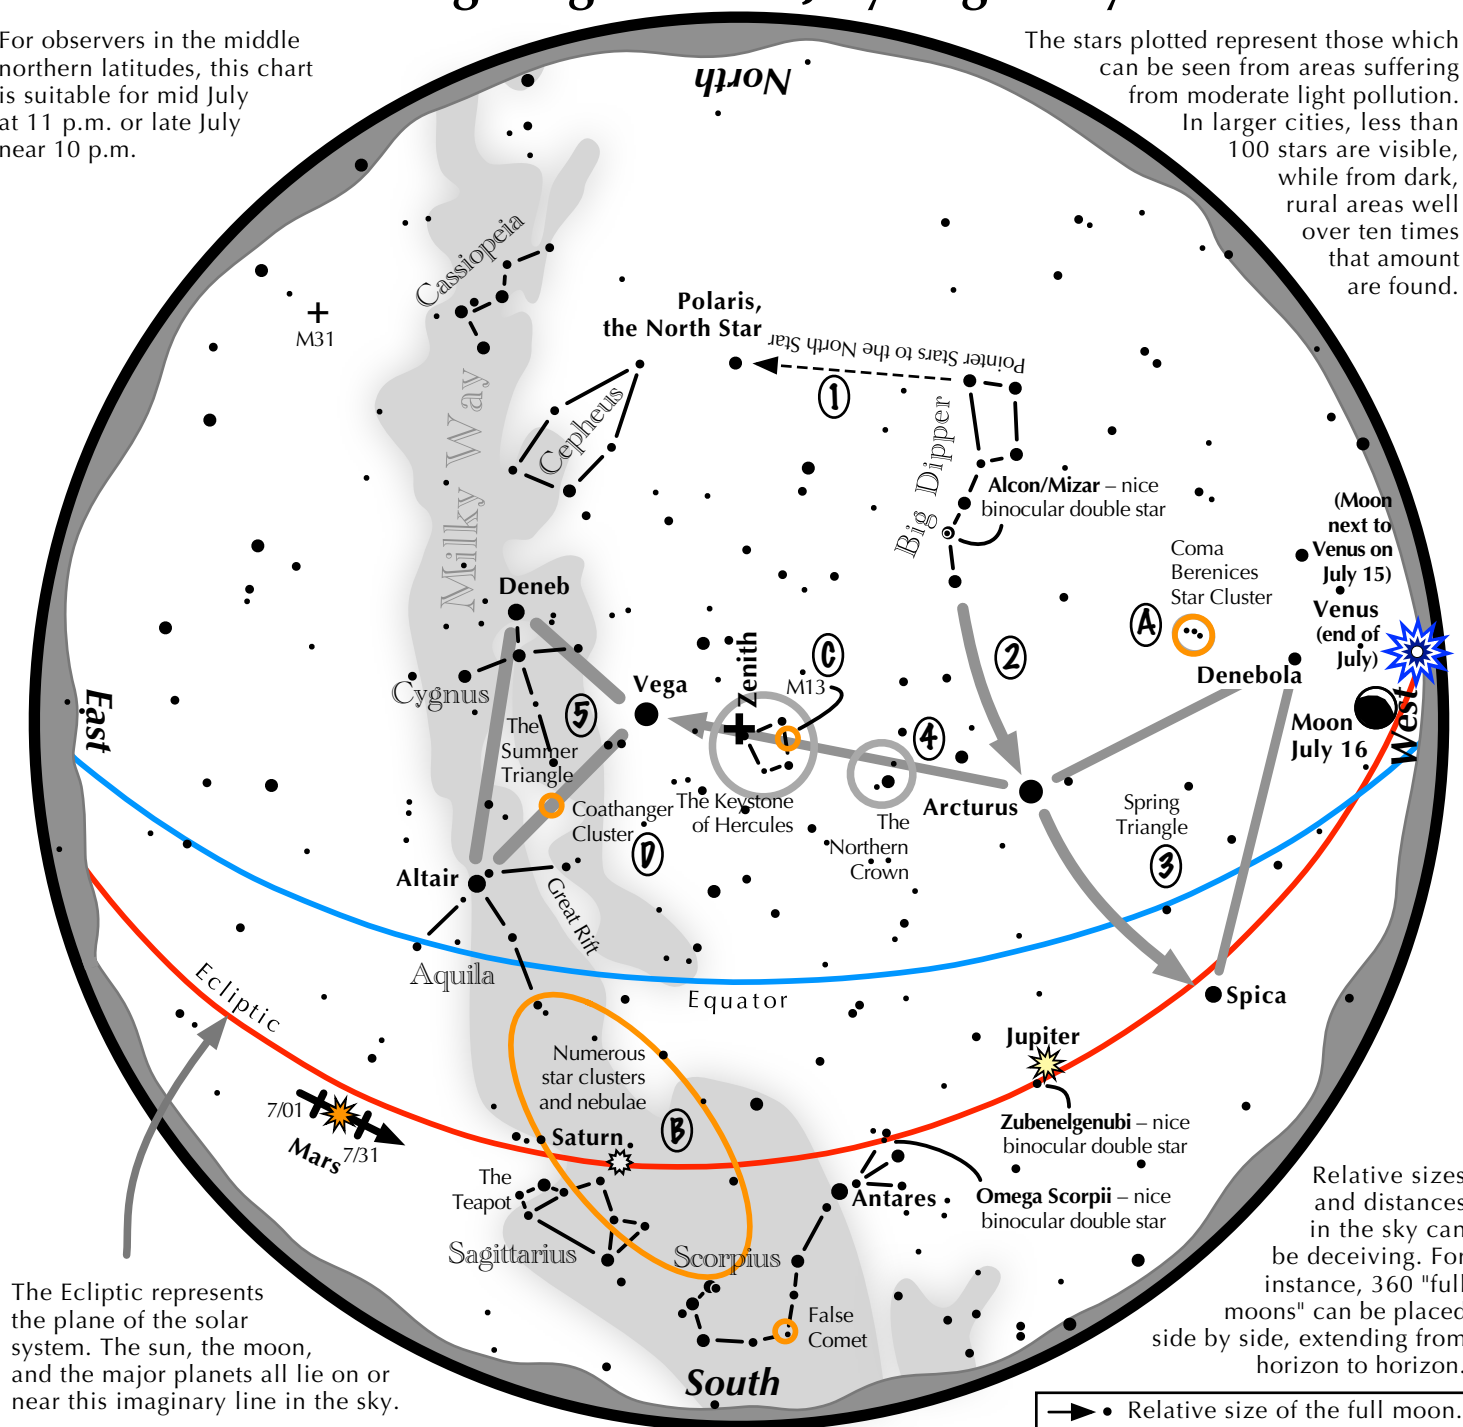 For observers in the middle
northern latitudes, this chart
is suitable for mid July
at 11 p.m. or late July
near 10 p.m.
The stars plotted represent those which
can be seen from areas suffering
from moderate light pollution.
In larger cities, less than
100 stars are visible,
while from dark,
rural areas well
over ten times
that amount
are found.
North
Cassiopeia
M31
Polaris,
the North Star
Pointer Stars to the North Star
1
Milky Way
Cepheus
Big Dipper
Alcon/Mizar – nice
binocular double star
(Moon
next to
Venus on
July 15)
Coma
Berenices
Star Cluster
A
Venus
(end of
July)
Deneb
Denebola
2
Zenith
C
M13
Cygnus
Vega
5
4
East
West
Moon
July 16
The
Summer
Triangle
Coathanger
Cluster
D
The Keystone
of Hercules
The
Northern
Crown
Arcturus
Spring
Triangle
3
Altair
Great Rift
Aquila
Ecliptic
Equator
Spica
Jupiter
Numerous
star clusters
and nebulae
B
7/01
Mars
7/31
Saturn
Zubenelgenubi – nice
binocular double star
The
Teapot
Antares
Omega Scorpii – nice
binocular double star
Sagittarius
Scorpius
False
Comet
South
The Ecliptic represents
the plane of the solar
system. The sun, the moon,
and the major planets all lie on or
near this imaginary line in the sky.
Relative sizes
and distances
in the sky can
be deceiving. For
instance, 360 "full
moons" can be placed
side by side, extending from
horizon to horizon.
Relative size of the full moon.